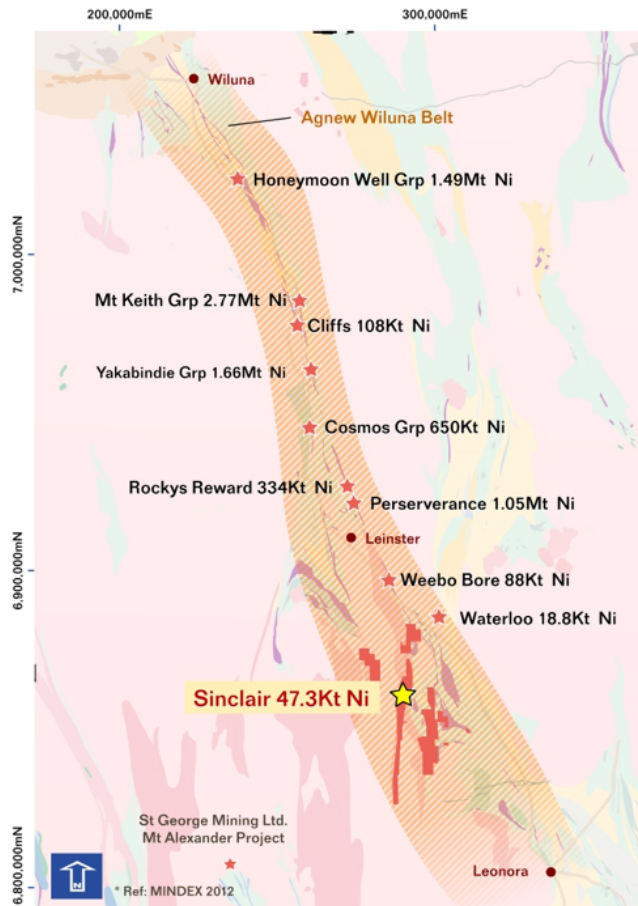 200,000mE
300,000mE
Wiluna
Agnew Wiluna Belt
Honeymoon Well Grp 1.49Mt Ni
7,000,000mN
Mt Keith Grp 2.77Mt Ni
Cliffs 108Kt Ni
Yakabindie Grp 1.66Mt Ni
Cosmos Grp 650Kt Ni
Rockys Reward 334Kt Ni
Perserverance 1.05Mt Ni
Leinster
6,900,000mN
Weebo Bore 88Kt Ni
Waterloo 18.8Kt Ni
Sinclair 47.3Kt Ni
St George Mining Ltd.
Mt Alexander Project
Leonora
6,800,000mN
N
* Ref: MINDEX 2012